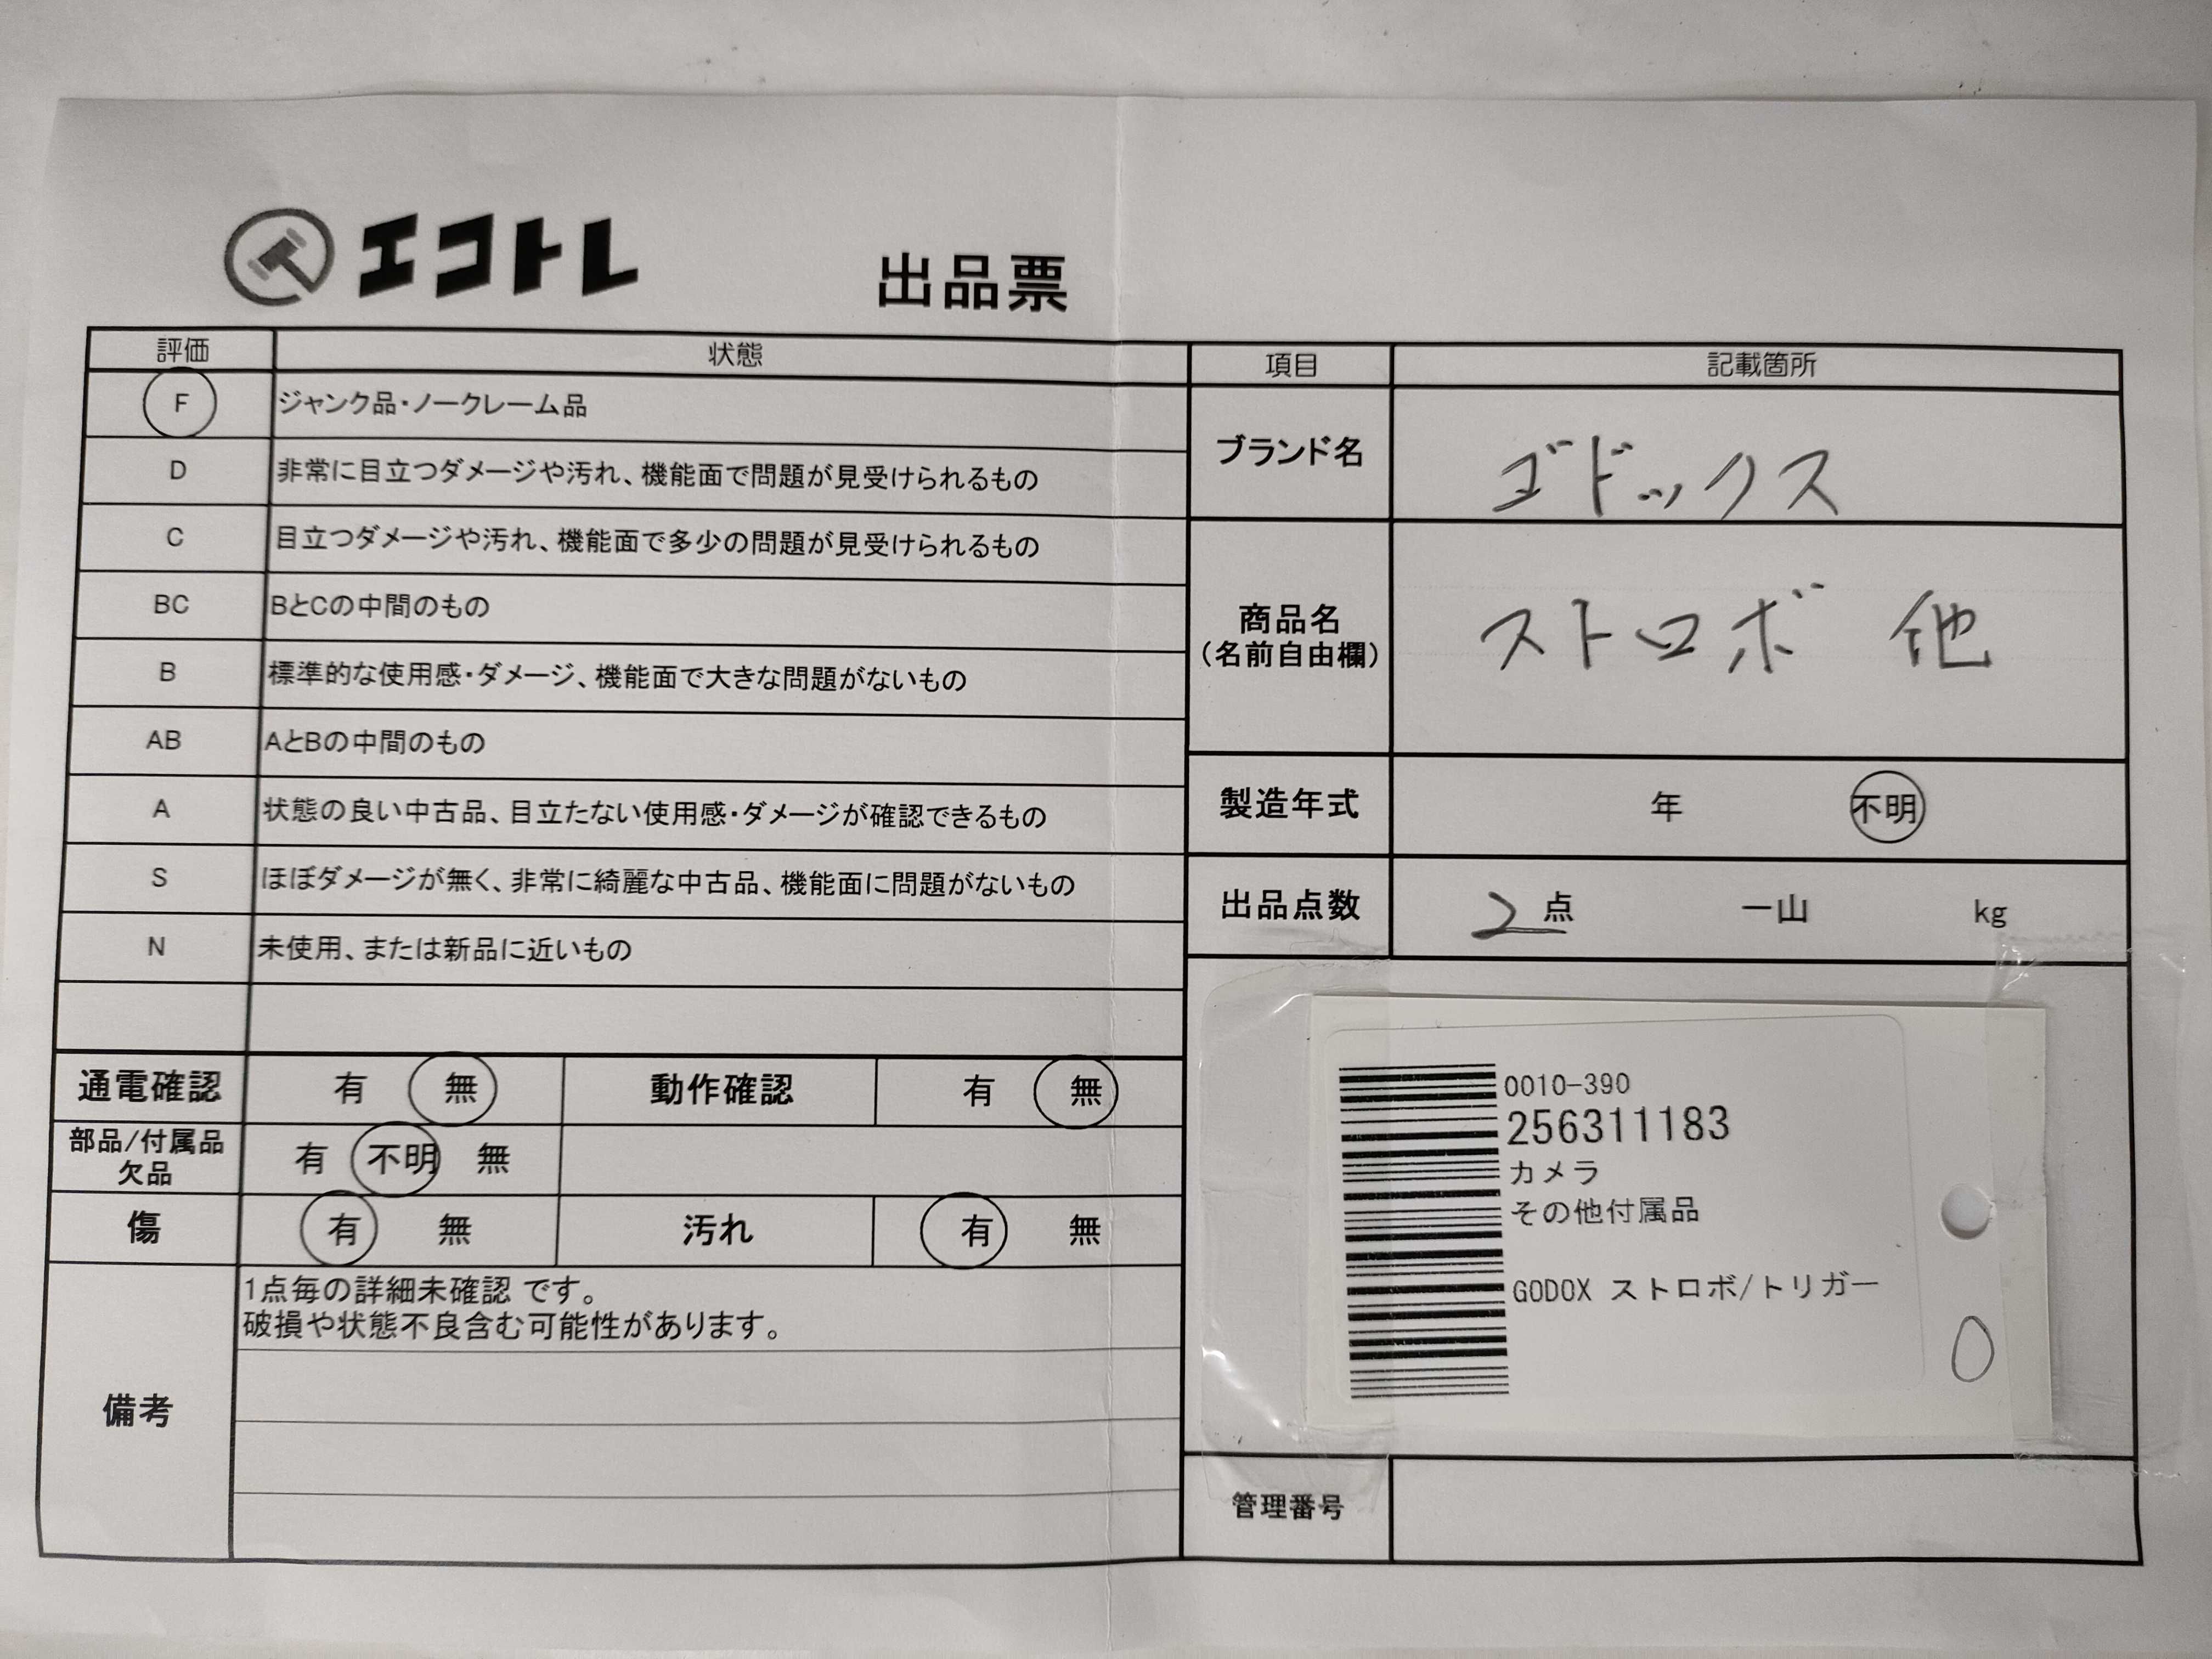 エコトレ
出品票
評価 状態
F ジャンク品・ノークレーム品
D 非常に目立つダメージや汚れ、機能面で問題が見受けられるもの
C 目立つダメージや汚れ、機能面で多少の問題が見受けられるもの
BC BとCの中間のもの
B 標準的な使用感・ダメージ、機能面で大きな問題がないもの
AB AとBの中間のもの
A 状態の良い中古品、目立たない使用感・ダメージが確認できるもの
S ほぼダメージが無く、非常に綺麗な中古品、機能面に問題がないもの
N 未使用、または新品に近いもの
通電確認 有 無 動作確認 有 無
部品/付属品
欠品 有 不明 無
傷 有 無 汚れ 有 無
備考
1点毎の詳細未確認 です。
破損や状態不良含む可能性があります。
項目 記載箇所
ブランド名 ゴドックス
商品名
(名前自由欄) ストロボ 他
製造年式 年 不明
出品点数 2点 一山 kg
0010-390
256311183
カメラ
その他付属品
GODOX ストロボ/トリガー
0
管理番号